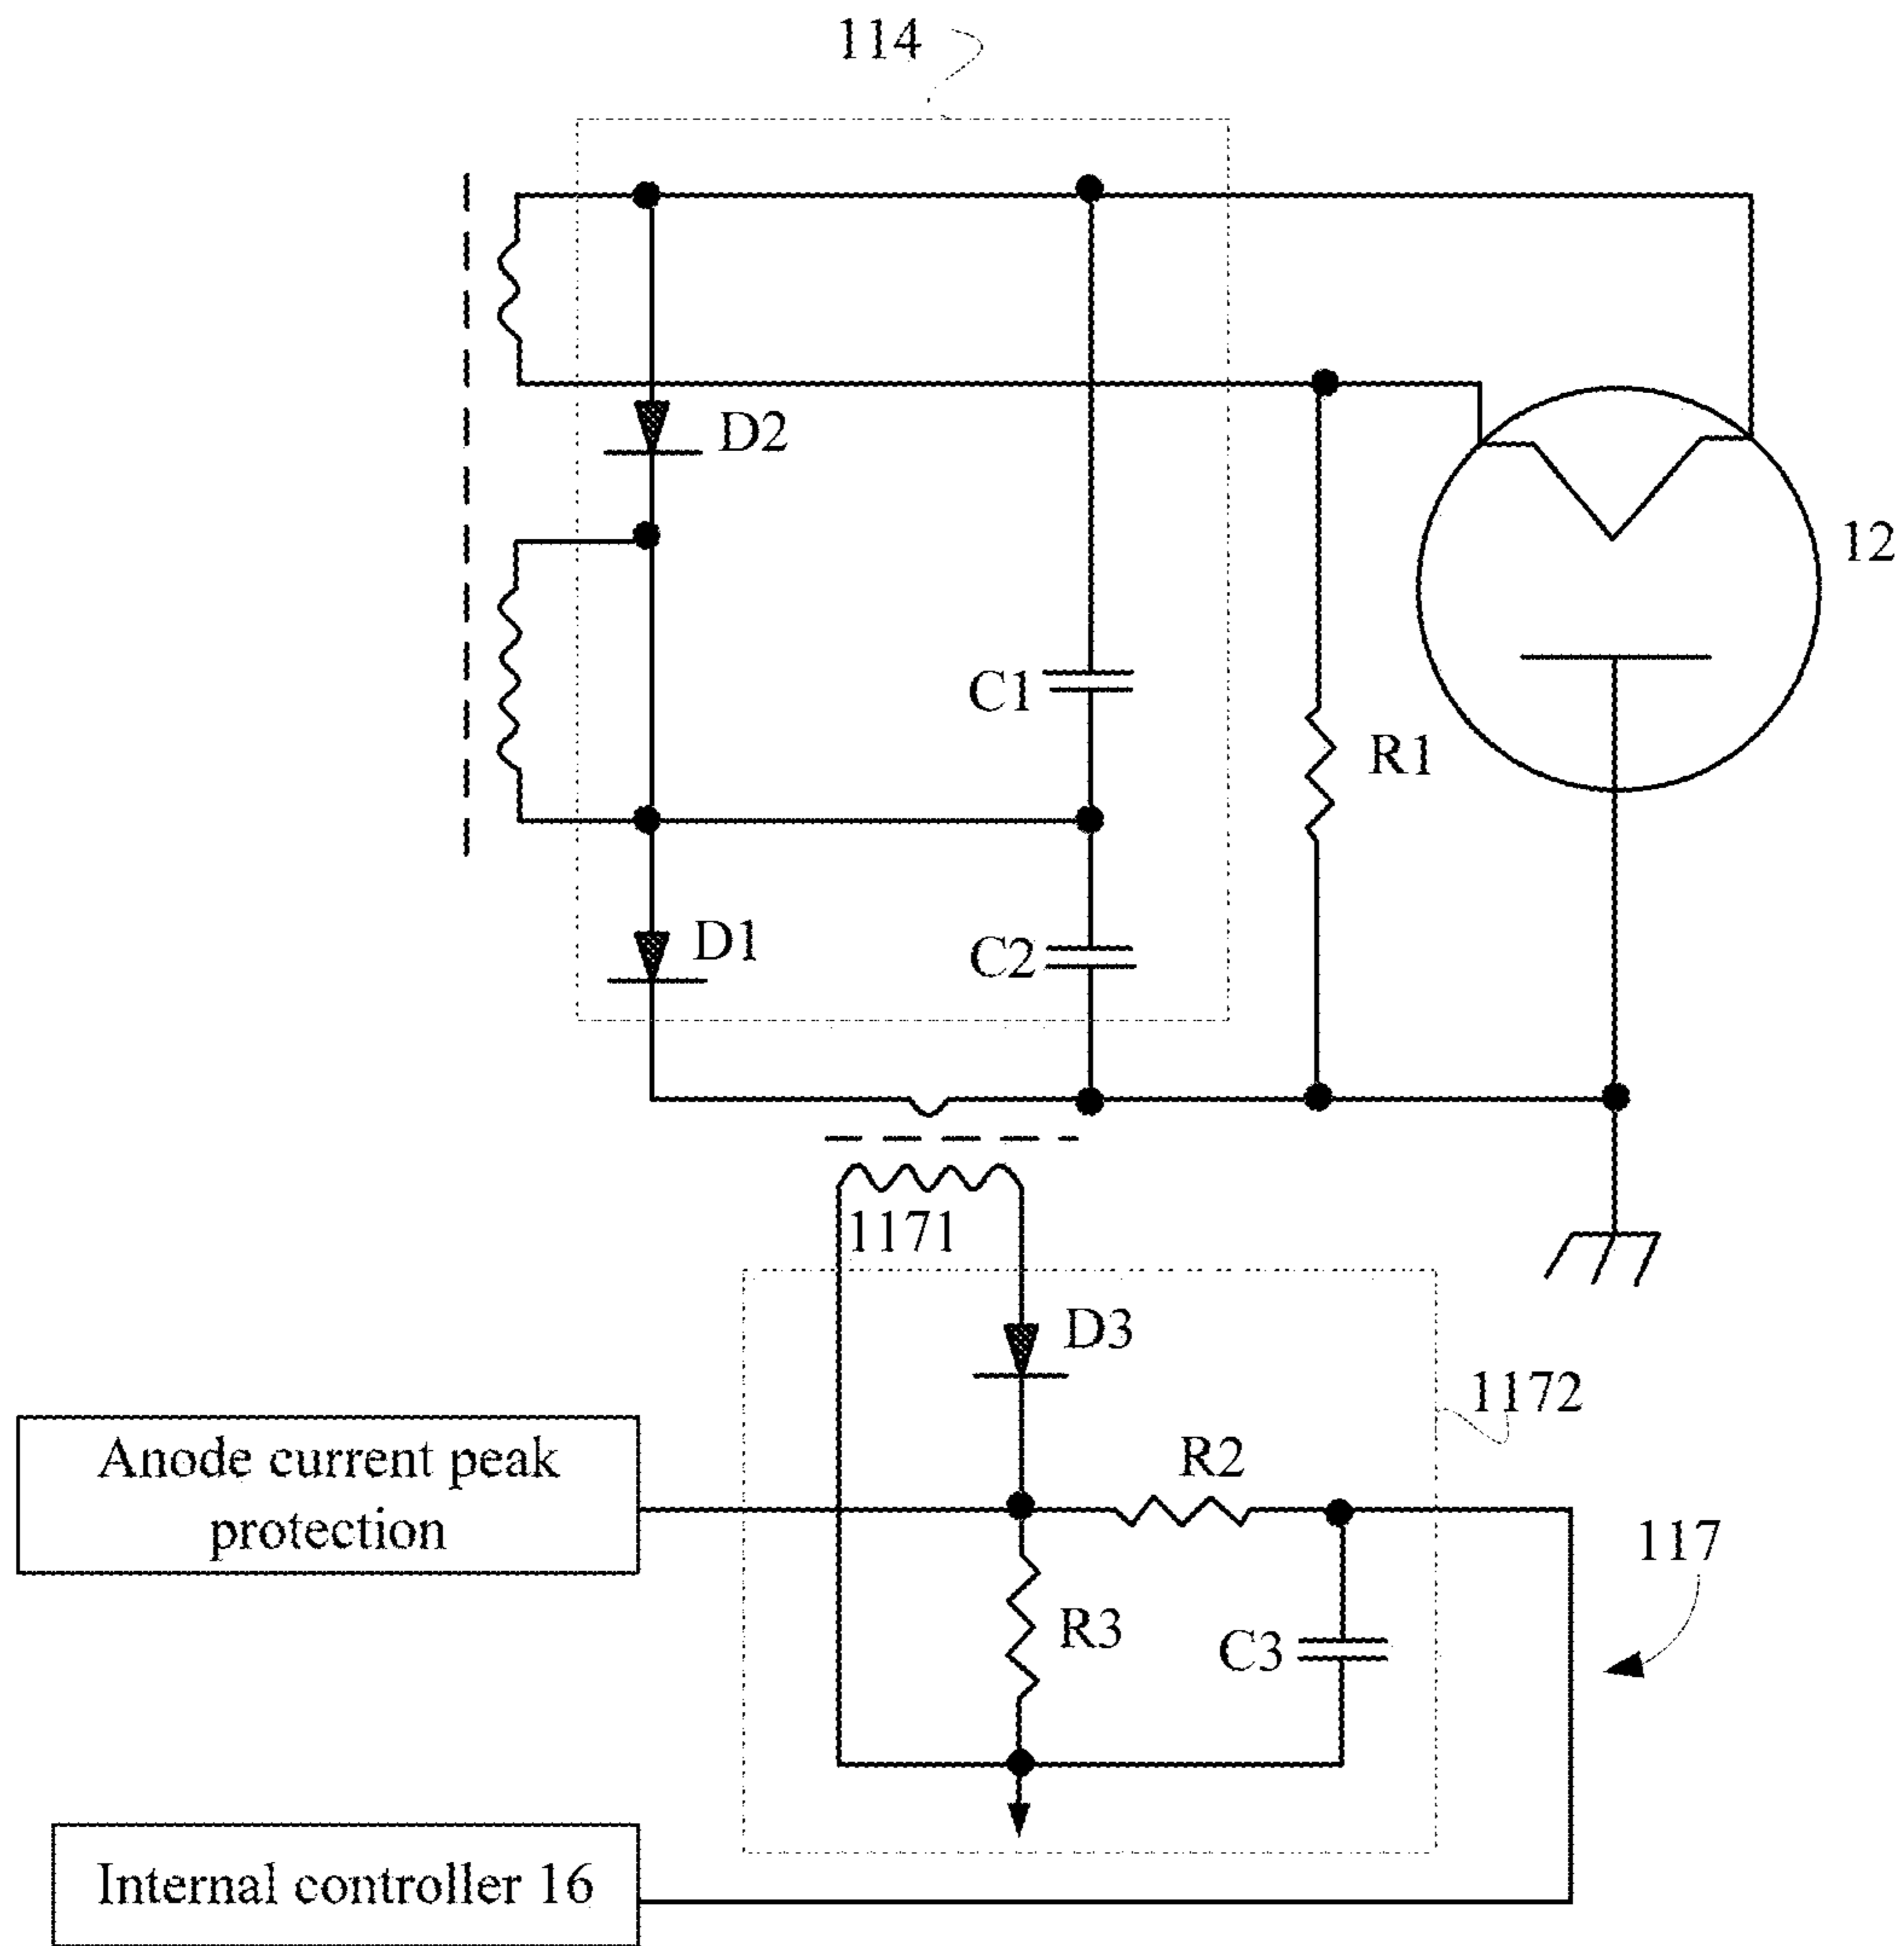 114
D2
12
C1
R1
D1
C2
1171
D3
1172
Anode current peak
protection
R2
117
R3
C3
Internal controller 16